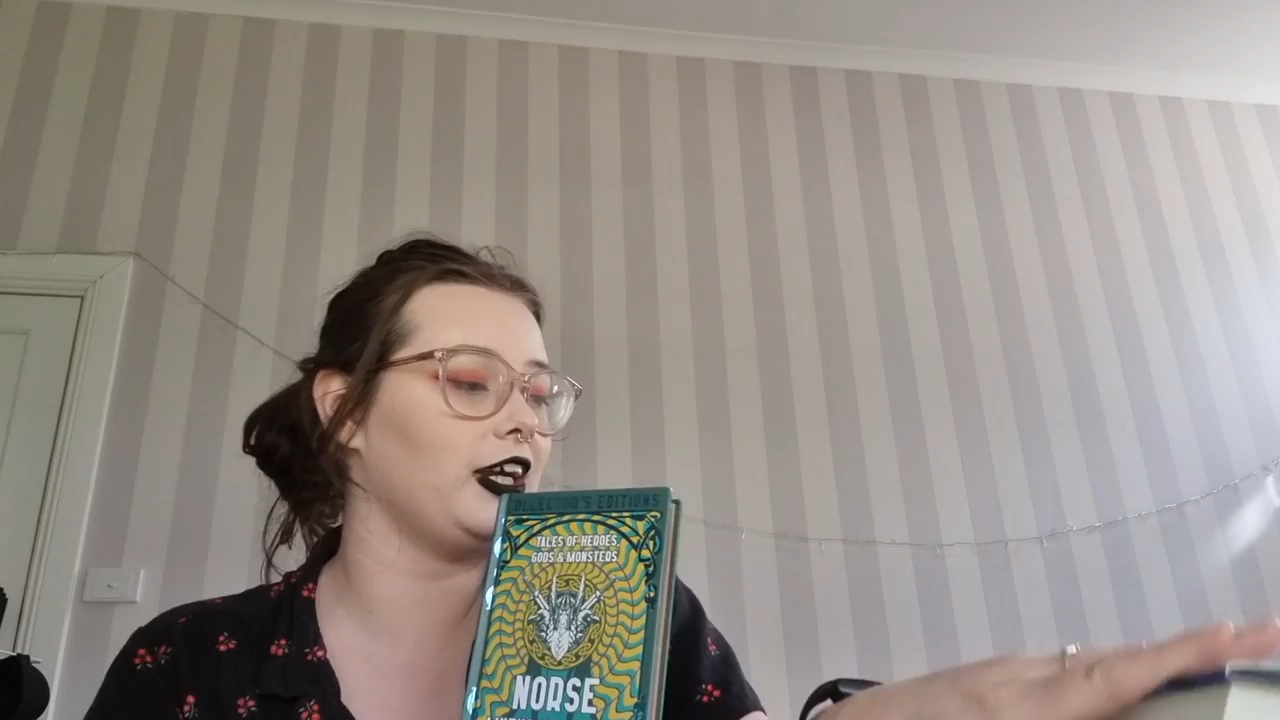 COLLECTOR'S EDITIONS
TALES OF HEROES,
GODS & MONSTERS
NORSE